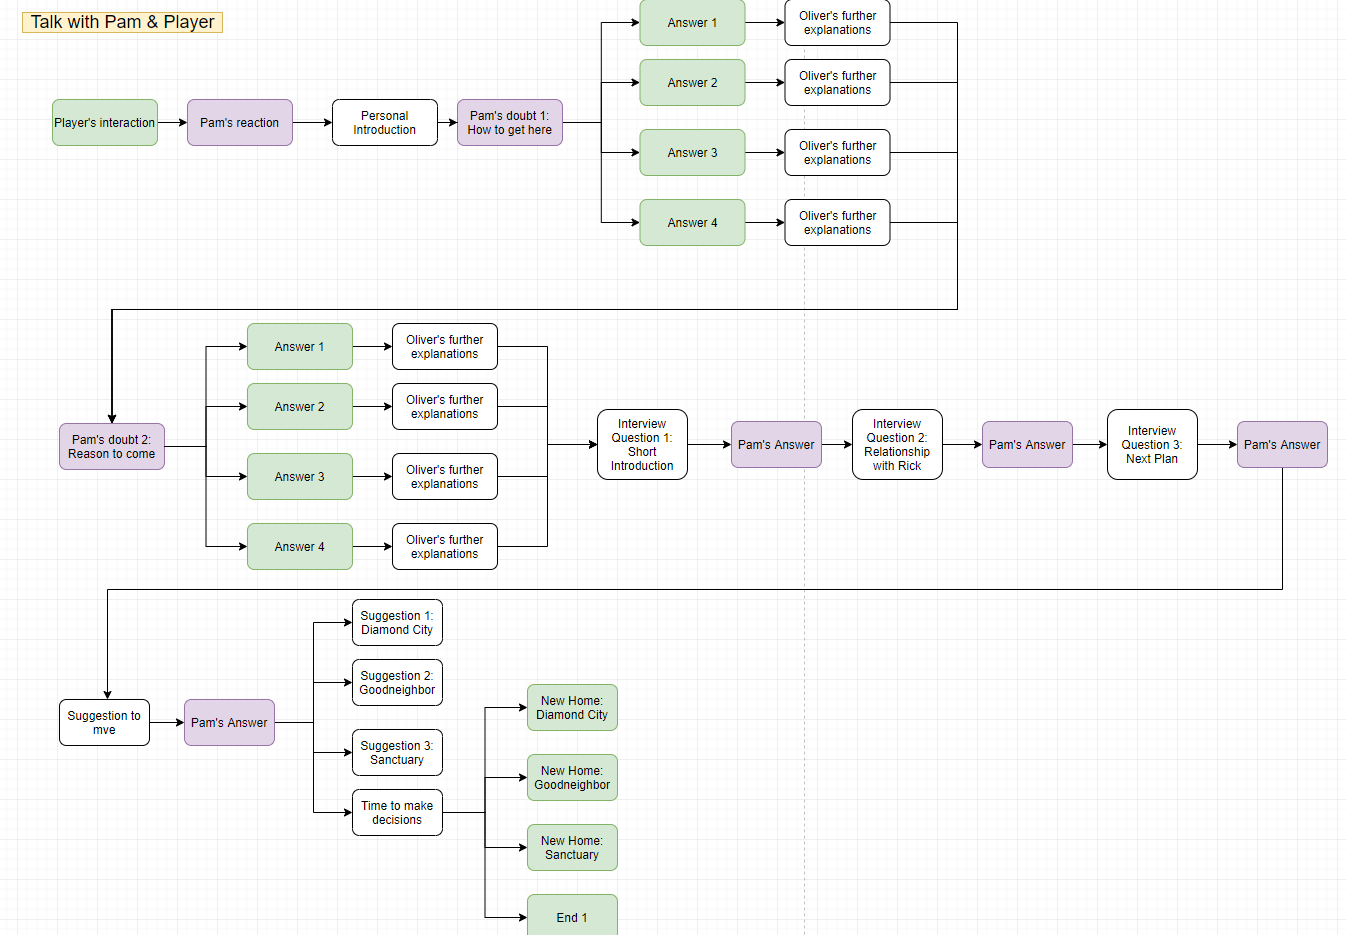 Talk with Pam & Player
Player's interaction
Pam's reaction
Personal
Introduction
Pam's doubt 1:
How to get here
Answer 1
Oliver's further
explanations
Answer 2
Oliver's further
explanations
Answer 3
Oliver's further
explanations
Answer 4
Oliver's further
explanations
Pam's doubt 2:
Reason to come
Answer 1
Oliver's further
explanations
Answer 2
Oliver's further
explanations
Answer 3
Oliver's further
explanations
Answer 4
Oliver's further
explanations
Interview
Question 1:
Short
Introduction
Pam's Answer
Interview
Question 2:
Relationship
with Rick
Pam's Answer
Interview
Question 3:
Next Plan
Pam's Answer
Suggestion to
mve
Pam's Answer
Suggestion 1:
Diamond City
Suggestion 2:
Goodneighbor
Suggestion 3:
Sanctuary
Time to make
decisions
New Home:
Diamond City
New Home:
Goodneighbor
New Home:
Sanctuary
End 1